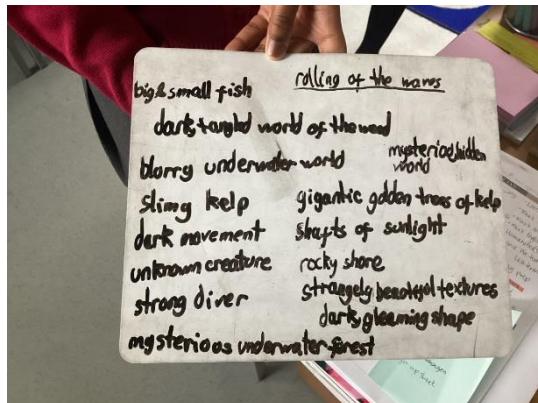 rolling of the waves
big & small fish
dark, tangled world of the weed
blurry underwater world
mysterious, hidden
world
slimy kelp
gigantic golden trees of kelp
dark movement
shafts of sunlight
unknown creature
rocky shore
strong diver
strangely beautiful textures
dark, gleaming shape
mysterious underwater forest